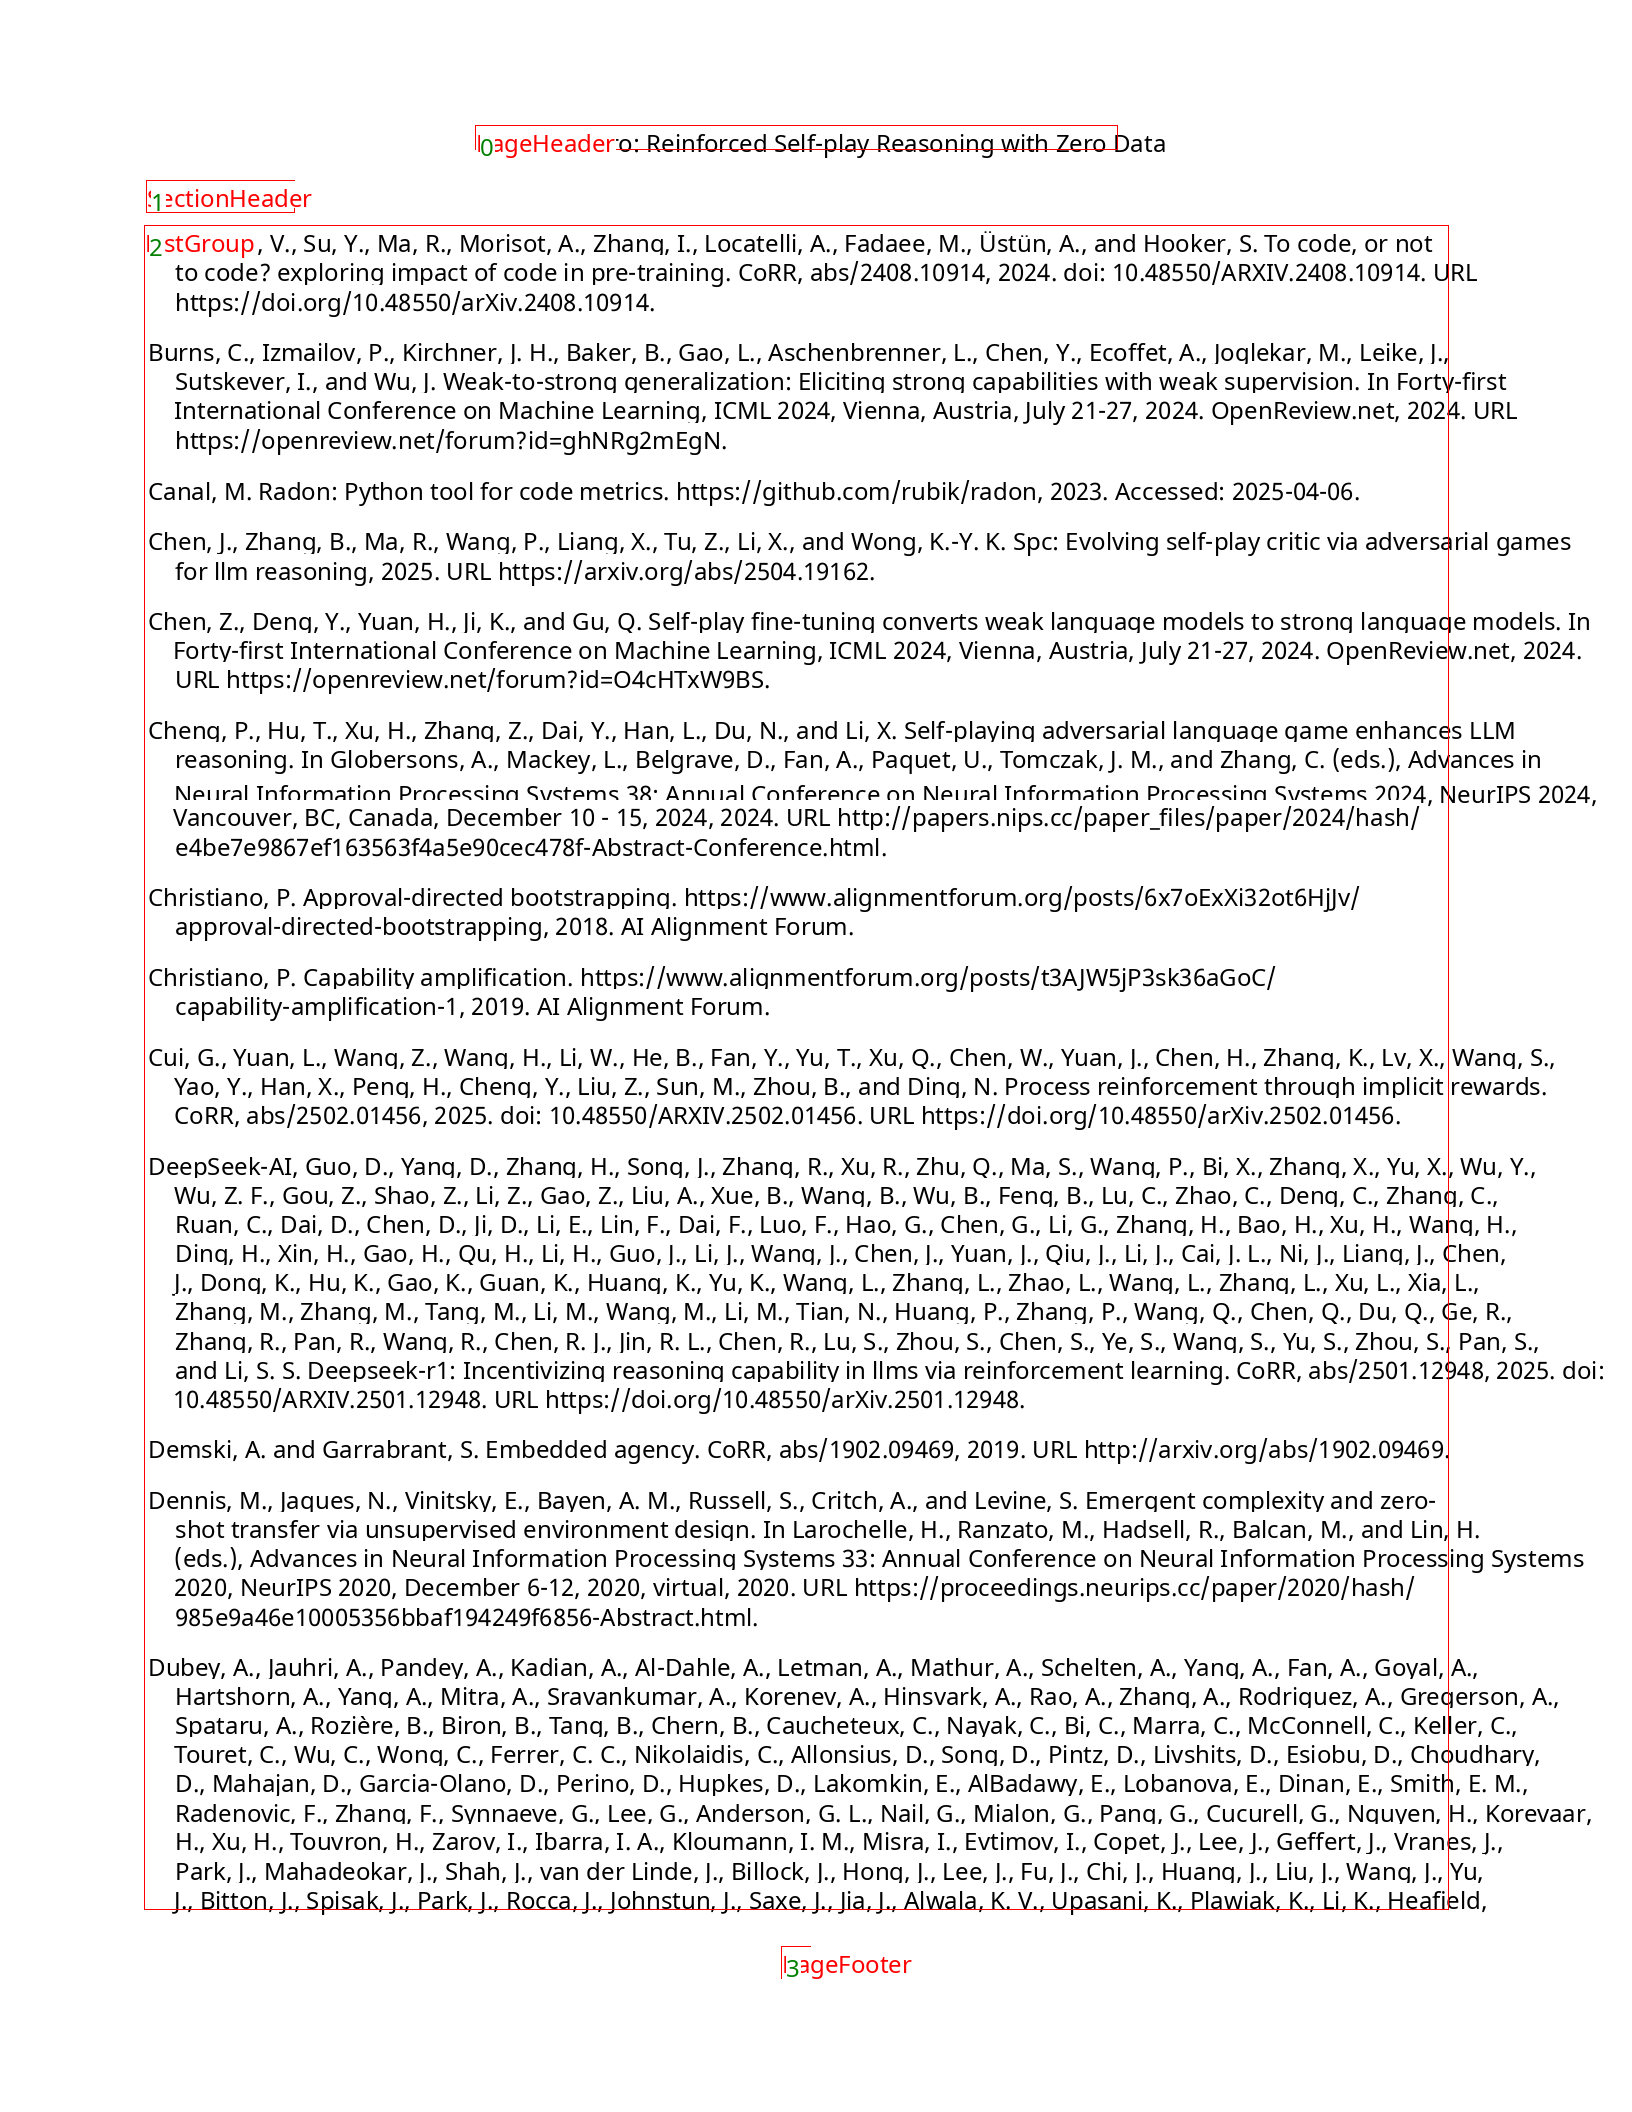 PageHeader o: Reinforced Self-play Reasoning with Zero Data
0
SectionHeader
1
ListGroup, V., Su, Y., Ma, R., Morisot, A., Zhang, I., Locatelli, A., Fadaee, M., Üstün, A., and Hooker, S. To code, or not
2
to code? exploring impact of code in pre-training. CoRR, abs/2408.10914, 2024. doi: 10.48550/ARXIV.2408.10914. URL
https://doi.org/10.48550/arXiv.2408.10914.
Burns, C., Izmailov, P., Kirchner, J. H., Baker, B., Gao, L., Aschenbrenner, L., Chen, Y., Ecoffet, A., Joglekar, M., Leike, J.,
Sutskever, I., and Wu, J. Weak-to-strong generalization: Eliciting strong capabilities with weak supervision. In Forty-first
International Conference on Machine Learning, ICML 2024, Vienna, Austria, July 21-27, 2024. OpenReview.net, 2024. URL
https://openreview.net/forum?id=ghNRg2mEgN.
Canal, M. Radon: Python tool for code metrics. https://github.com/rubik/radon, 2023. Accessed: 2025-04-06.
Chen, J., Zhang, B., Ma, R., Wang, P., Liang, X., Tu, Z., Li, X., and Wong, K.-Y. K. Spc: Evolving self-play critic via adversarial games
for llm reasoning, 2025. URL https://arxiv.org/abs/2504.19162.
Chen, Z., Deng, Y., Yuan, H., Ji, K., and Gu, Q. Self-play fine-tuning converts weak language models to strong language models. In
Forty-first International Conference on Machine Learning, ICML 2024, Vienna, Austria, July 21-27, 2024. OpenReview.net, 2024.
URL https://openreview.net/forum?id=O4cHTxW9BS.
Cheng, P., Hu, T., Xu, H., Zhang, Z., Dai, Y., Han, L., Du, N., and Li, X. Self-playing adversarial language game enhances LLM
reasoning. In Globersons, A., Mackey, L., Belgrave, D., Fan, A., Paquet, U., Tomczak, J. M., and Zhang, C. (eds.), Advances in
Neural Information Processing Systems 38: Annual Conference on Neural Information Processing Systems 2024, NeurIPS 2024,
Vancouver, BC, Canada, December 10 - 15, 2024, 2024. URL http://papers.nips.cc/paper_files/paper/2024/hash/
e4be7e9867ef163563f4a5e90cec478f-Abstract-Conference.html.
Christiano, P. Approval-directed bootstrapping. https://www.alignmentforum.org/posts/6x7oExXi32ot6HjJv/
approval-directed-bootstrapping, 2018. AI Alignment Forum.
Christiano, P. Capability amplification. https://www.alignmentforum.org/posts/t3AJW5jP3sk36aGoC/
capability-amplification-1, 2019. AI Alignment Forum.
Cui, G., Yuan, L., Wang, Z., Wang, H., Li, W., He, B., Fan, Y., Yu, T., Xu, Q., Chen, W., Yuan, J., Chen, H., Zhang, K., Lv, X., Wang, S.,
Yao, Y., Han, X., Peng, H., Cheng, Y., Liu, Z., Sun, M., Zhou, B., and Ding, N. Process reinforcement through implicit rewards.
CoRR, abs/2502.01456, 2025. doi: 10.48550/ARXIV.2502.01456. URL https://doi.org/10.48550/arXiv.2502.01456.
DeepSeek-AI, Guo, D., Yang, D., Zhang, H., Song, J., Zhang, R., Xu, R., Zhu, Q., Ma, S., Wang, P., Bi, X., Zhang, X., Yu, X., Wu, Y.,
Wu, Z. F., Gou, Z., Shao, Z., Li, Z., Gao, Z., Liu, A., Xue, B., Wang, B., Wu, B., Feng, B., Lu, C., Zhao, C., Deng, C., Zhang, C.,
Ruan, C., Dai, D., Chen, D., Ji, D., Li, E., Lin, F., Dai, F., Luo, F., Hao, G., Chen, G., Li, G., Zhang, H., Bao, H., Xu, H., Wang, H.,
Ding, H., Xin, H., Gao, H., Qu, H., Li, H., Guo, J., Li, J., Wang, J., Chen, J., Yuan, J., Qiu, J., Li, J., Cai, J. L., Ni, J., Liang, J., Chen,
J., Dong, K., Hu, K., Gao, K., Guan, K., Huang, K., Yu, K., Wang, L., Zhang, L., Zhao, L., Wang, L., Zhang, L., Xu, L., Xia, L.,
Zhang, M., Zhang, M., Tang, M., Li, M., Wang, M., Li, M., Tian, N., Huang, P., Zhang, P., Wang, Q., Chen, Q., Du, Q., Ge, R.,
Zhang, R., Pan, R., Wang, R., Chen, R. J., Jin, R. L., Chen, R., Lu, S., Zhou, S., Chen, S., Ye, S., Wang, S., Yu, S., Zhou, S., Pan, S.,
and Li, S. S. Deepseek-r1: Incentivizing reasoning capability in llms via reinforcement learning. CoRR, abs/2501.12948, 2025. doi:
10.48550/ARXIV.2501.12948. URL https://doi.org/10.48550/arXiv.2501.12948.
Demski, A. and Garrabrant, S. Embedded agency. CoRR, abs/1902.09469, 2019. URL http://arxiv.org/abs/1902.09469.
Dennis, M., Jaques, N., Vinitsky, E., Bayen, A. M., Russell, S., Critch, A., and Levine, S. Emergent complexity and zero-
shot transfer via unsupervised environment design. In Larochelle, H., Ranzato, M., Hadsell, R., Balcan, M., and Lin, H.
(eds.), Advances in Neural Information Processing Systems 33: Annual Conference on Neural Information Processing Systems
2020, NeurIPS 2020, December 6-12, 2020, virtual, 2020. URL https://proceedings.neurips.cc/paper/2020/hash/
985e9a46e10005356bbaf194249f6856-Abstract.html.
Dubey, A., Jauhri, A., Pandey, A., Kadian, A., Al-Dahle, A., Letman, A., Mathur, A., Schelten, A., Yang, A., Fan, A., Goyal, A.,
Hartshorn, A., Yang, A., Mitra, A., Sravankumar, A., Korenev, A., Hinsvark, A., Rao, A., Zhang, A., Rodriguez, A., Gregerson, A.,
Spataru, A., Rozière, B., Biron, B., Tang, B., Chern, B., Caucheteux, C., Nayak, C., Bi, C., Marra, C., McConnell, C., Keller, C.,
Touret, C., Wu, C., Wong, C., Ferrer, C. C., Nikolaidis, C., Allonsius, D., Song, D., Pintz, D., Livshits, D., Esiobu, D., Choudhary,
D., Mahajan, D., Garcia-Olano, D., Perino, D., Hupkes, D., Lakomkin, E., AlBadawy, E., Lobanova, E., Dinan, E., Smith, E. M.,
Radenovic, F., Zhang, F., Synnaeve, G., Lee, G., Anderson, G. L., Nail, G., Mialon, G., Pang, G., Cucurell, G., Nguyen, H., Korevaar,
H., Xu, H., Touvron, H., Zarov, I., Ibarra, I. A., Kloumann, I. M., Misra, I., Evtimov, I., Copet, J., Lee, J., Geffert, J., Vranes, J.,
Park, J., Mahadeokar, J., Shah, J., van der Linde, J., Billock, J., Hong, J., Lee, J., Fu, J., Chi, J., Huang, J., Liu, J., Wang, J., Yu,
J., Bitton, J., Spisak, J., Park, J., Rocca, J., Johnstun, J., Saxe, J., Jia, J., Alwala, K. V., Upasani, K., Plawiak, K., Li, K., Heafield,
PageFooter
3